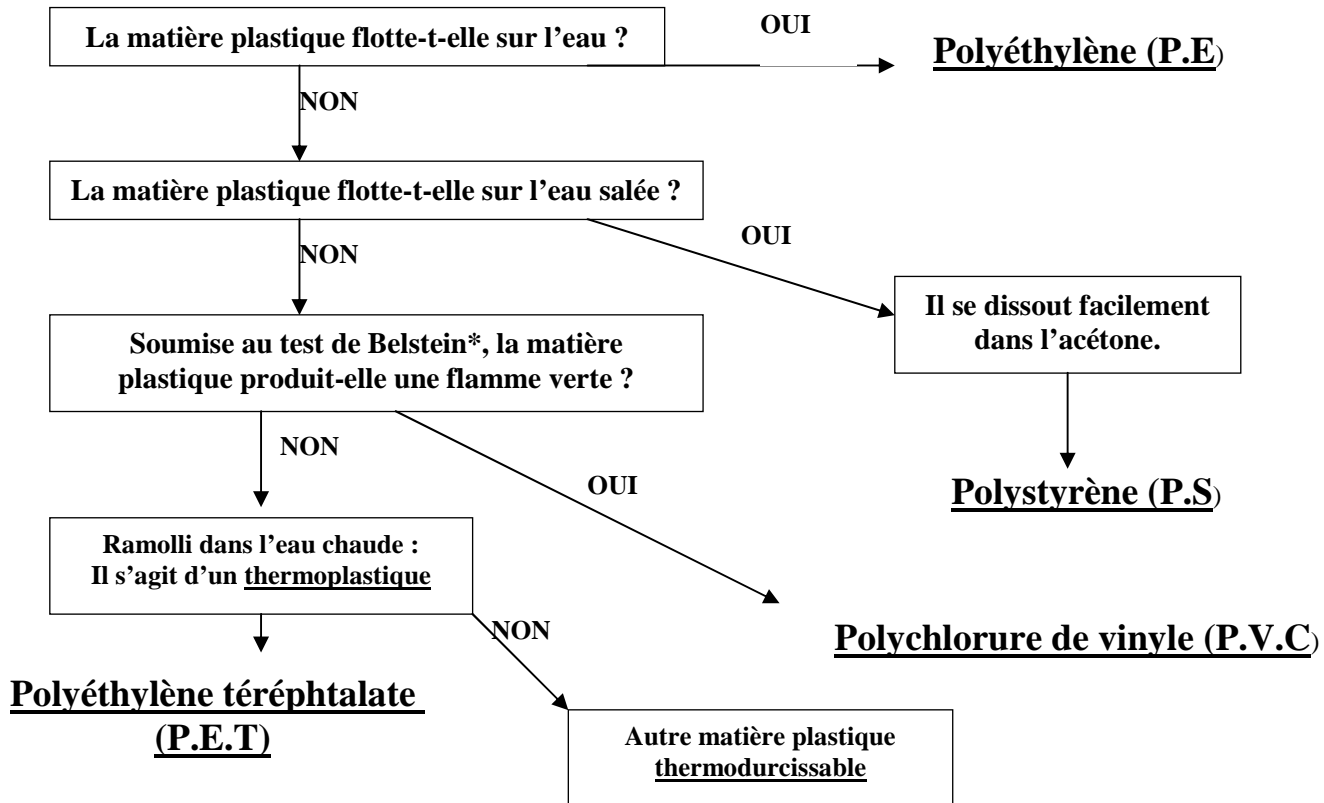 La matière plastique flotte-t-elle sur l’eau ?
OUI
Polyéthylène (P.E)
NON
La matière plastique flotte-t-elle sur l’eau salée ?
OUI
NON
Il se dissout facilement
dans l’acétone.
Soumise au test de Belstein*, la matière
plastique produit-elle une flamme verte ?
NON
OUI
Polystyrène (P.S)
Ramolli dans l’eau chaude :
Il s’agit d’un thermoplastique
NON
Polychlorure de vinyle (P.V.C)
Polyéthylène téréphtalate
(P.E.T)
Autre matière plastique
thermodurcissable